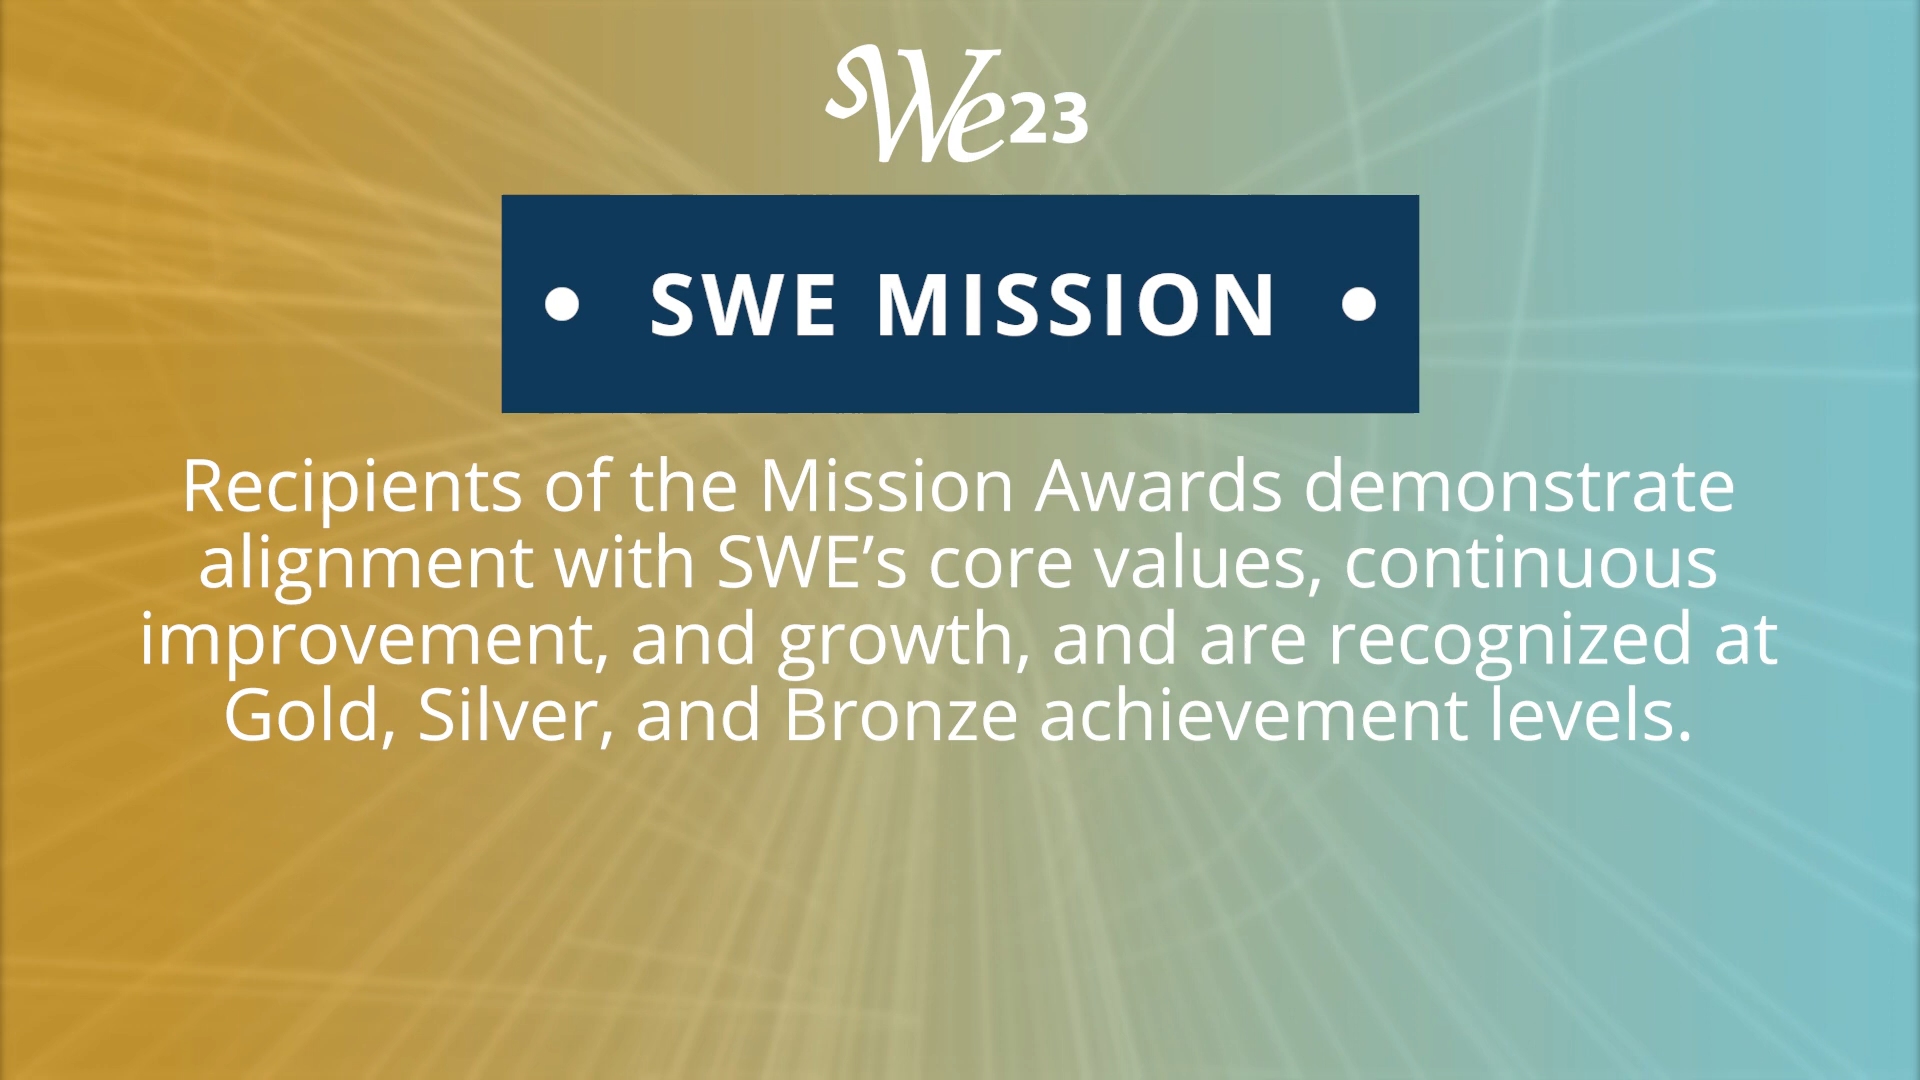 SWe23
• SWE MISSION •
Recipients of the Mission Awards demonstrate
alignment with SWE’s core values, continuous
improvement, and growth, and are recognized at
Gold, Silver, and Bronze achievement levels.